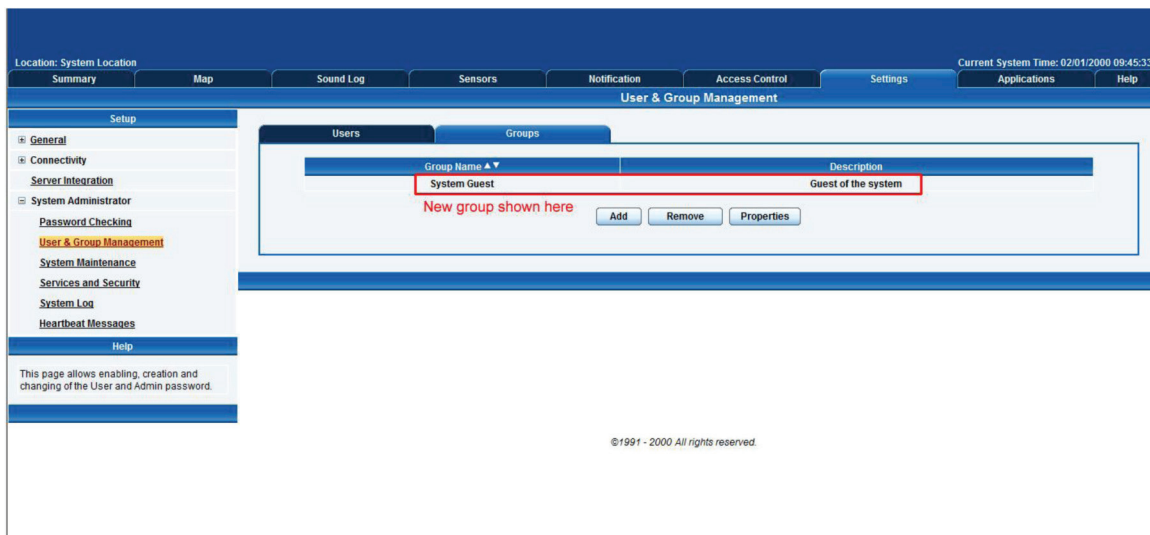 Location: System Location
Current System Time: 02/01/2000 09:45:33
Summary Map Sound Log Sensors Notification Access Control Settings Applications Help
User & Group Management
Setup
General
Connectivity
Server Integration
System Administrator
Password Checking
User & Group Management
System Maintenance
Services and Security
System Log
Heartbeat Messages
Help
This page allows enabling, creation and
changing of the User and Admin password.
Users Groups
Group Name ▲▼ Description
System Guest Guest of the system
New group shown here
Add Remove Properties
©1991 - 2000 All rights reserved.